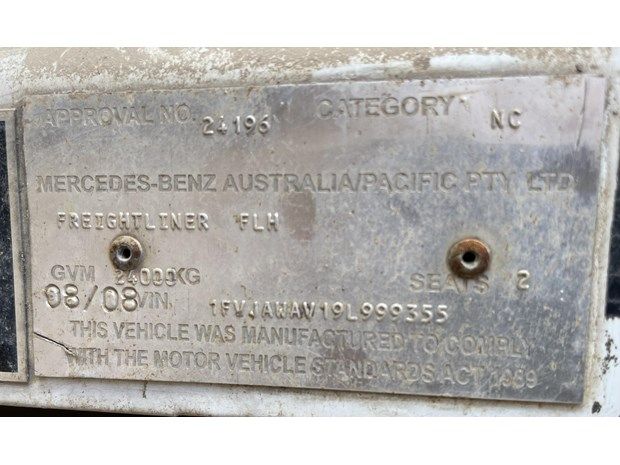 APPROVAL NO. 24196 CATEGORY NC
MERCEDES-BENZ AUSTRALIA/PACIFIC PTY. LTD.
FREIGHTLINER FLH
GVM 24000KG SEATS 2
08/08 VIN 1FVJAWAV19L999355
THIS VEHICLE WAS MANUFACTURED TO COMPLY
WITH THE MOTOR VEHICLE STANDARDS ACT 1989